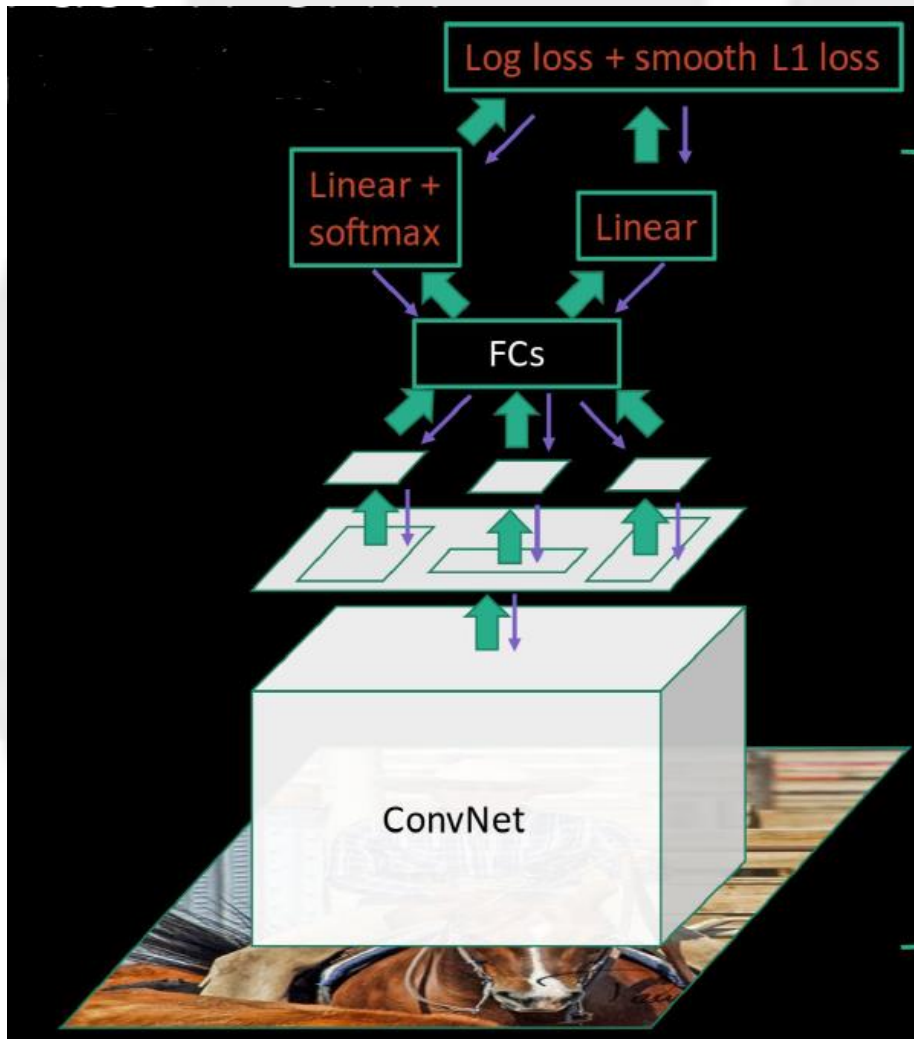 Log loss + smooth L1 loss
Linear +
softmax
Linear
FCs
ConvNet